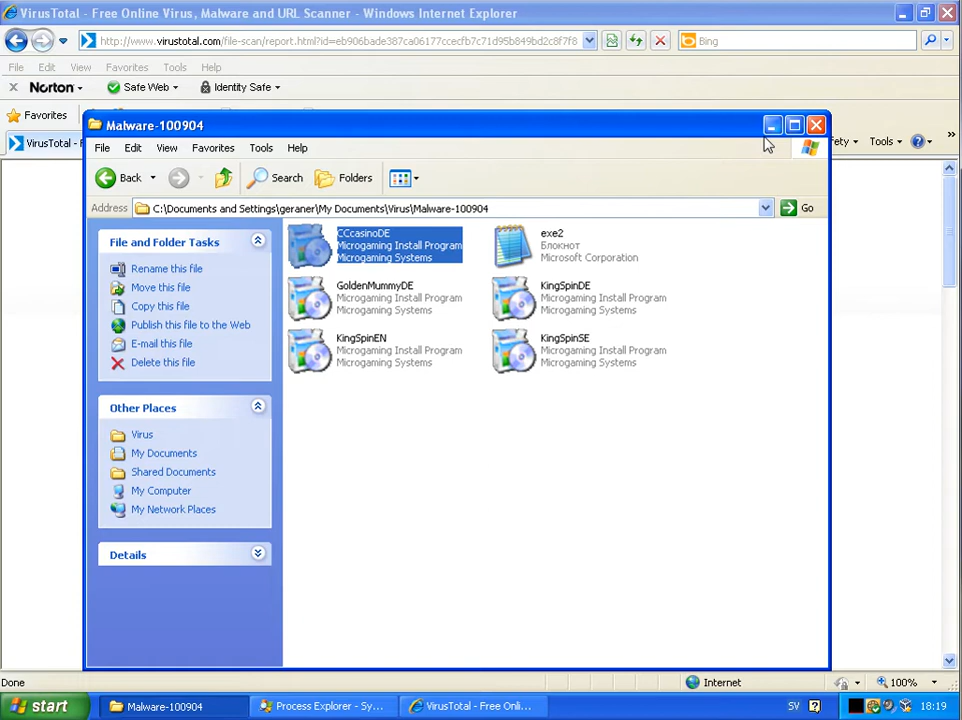 VirusTotal - Free Online Virus, Malware and URL Scanner - Windows Internet Explorer
http://www.virustotal.com/file-scan/report.html?id=eb906bade387ca06177ccecfb7c71d95b849bd2c8f7f8
Bing
File Edit View Favorites Tools Help
Norton Safe Web Identity Safe
Favorites
Malware-100904
File Edit View Favorites Tools Help
Tools
Back Search Folders
Address C:\Documents and Settings\geraner\My Documents\Virus\Malware-100904 Go
File and Folder Tasks
Rename this file
Move this file
Copy this file
Publish this file to the Web
E-mail this file
Delete this file
Other Places
Virus
My Documents
Shared Documents
My Computer
My Network Places
Details
CCcasinoDE
Microgaming Install Program
Microgaming Systems
exe2
Блокнот
Microsoft Corporation
GoldenMummyDE
Microgaming Install Program
Microgaming Systems
KingSpinDE
Microgaming Install Program
Microgaming Systems
KingSpinEN
Microgaming Install Program
Microgaming Systems
KingSpinSE
Microgaming Install Program
Microgaming Systems
Done Internet 100%
start Malware-100904 Process Explorer - Sy... VirusTotal - Free Onli... SV 18:19